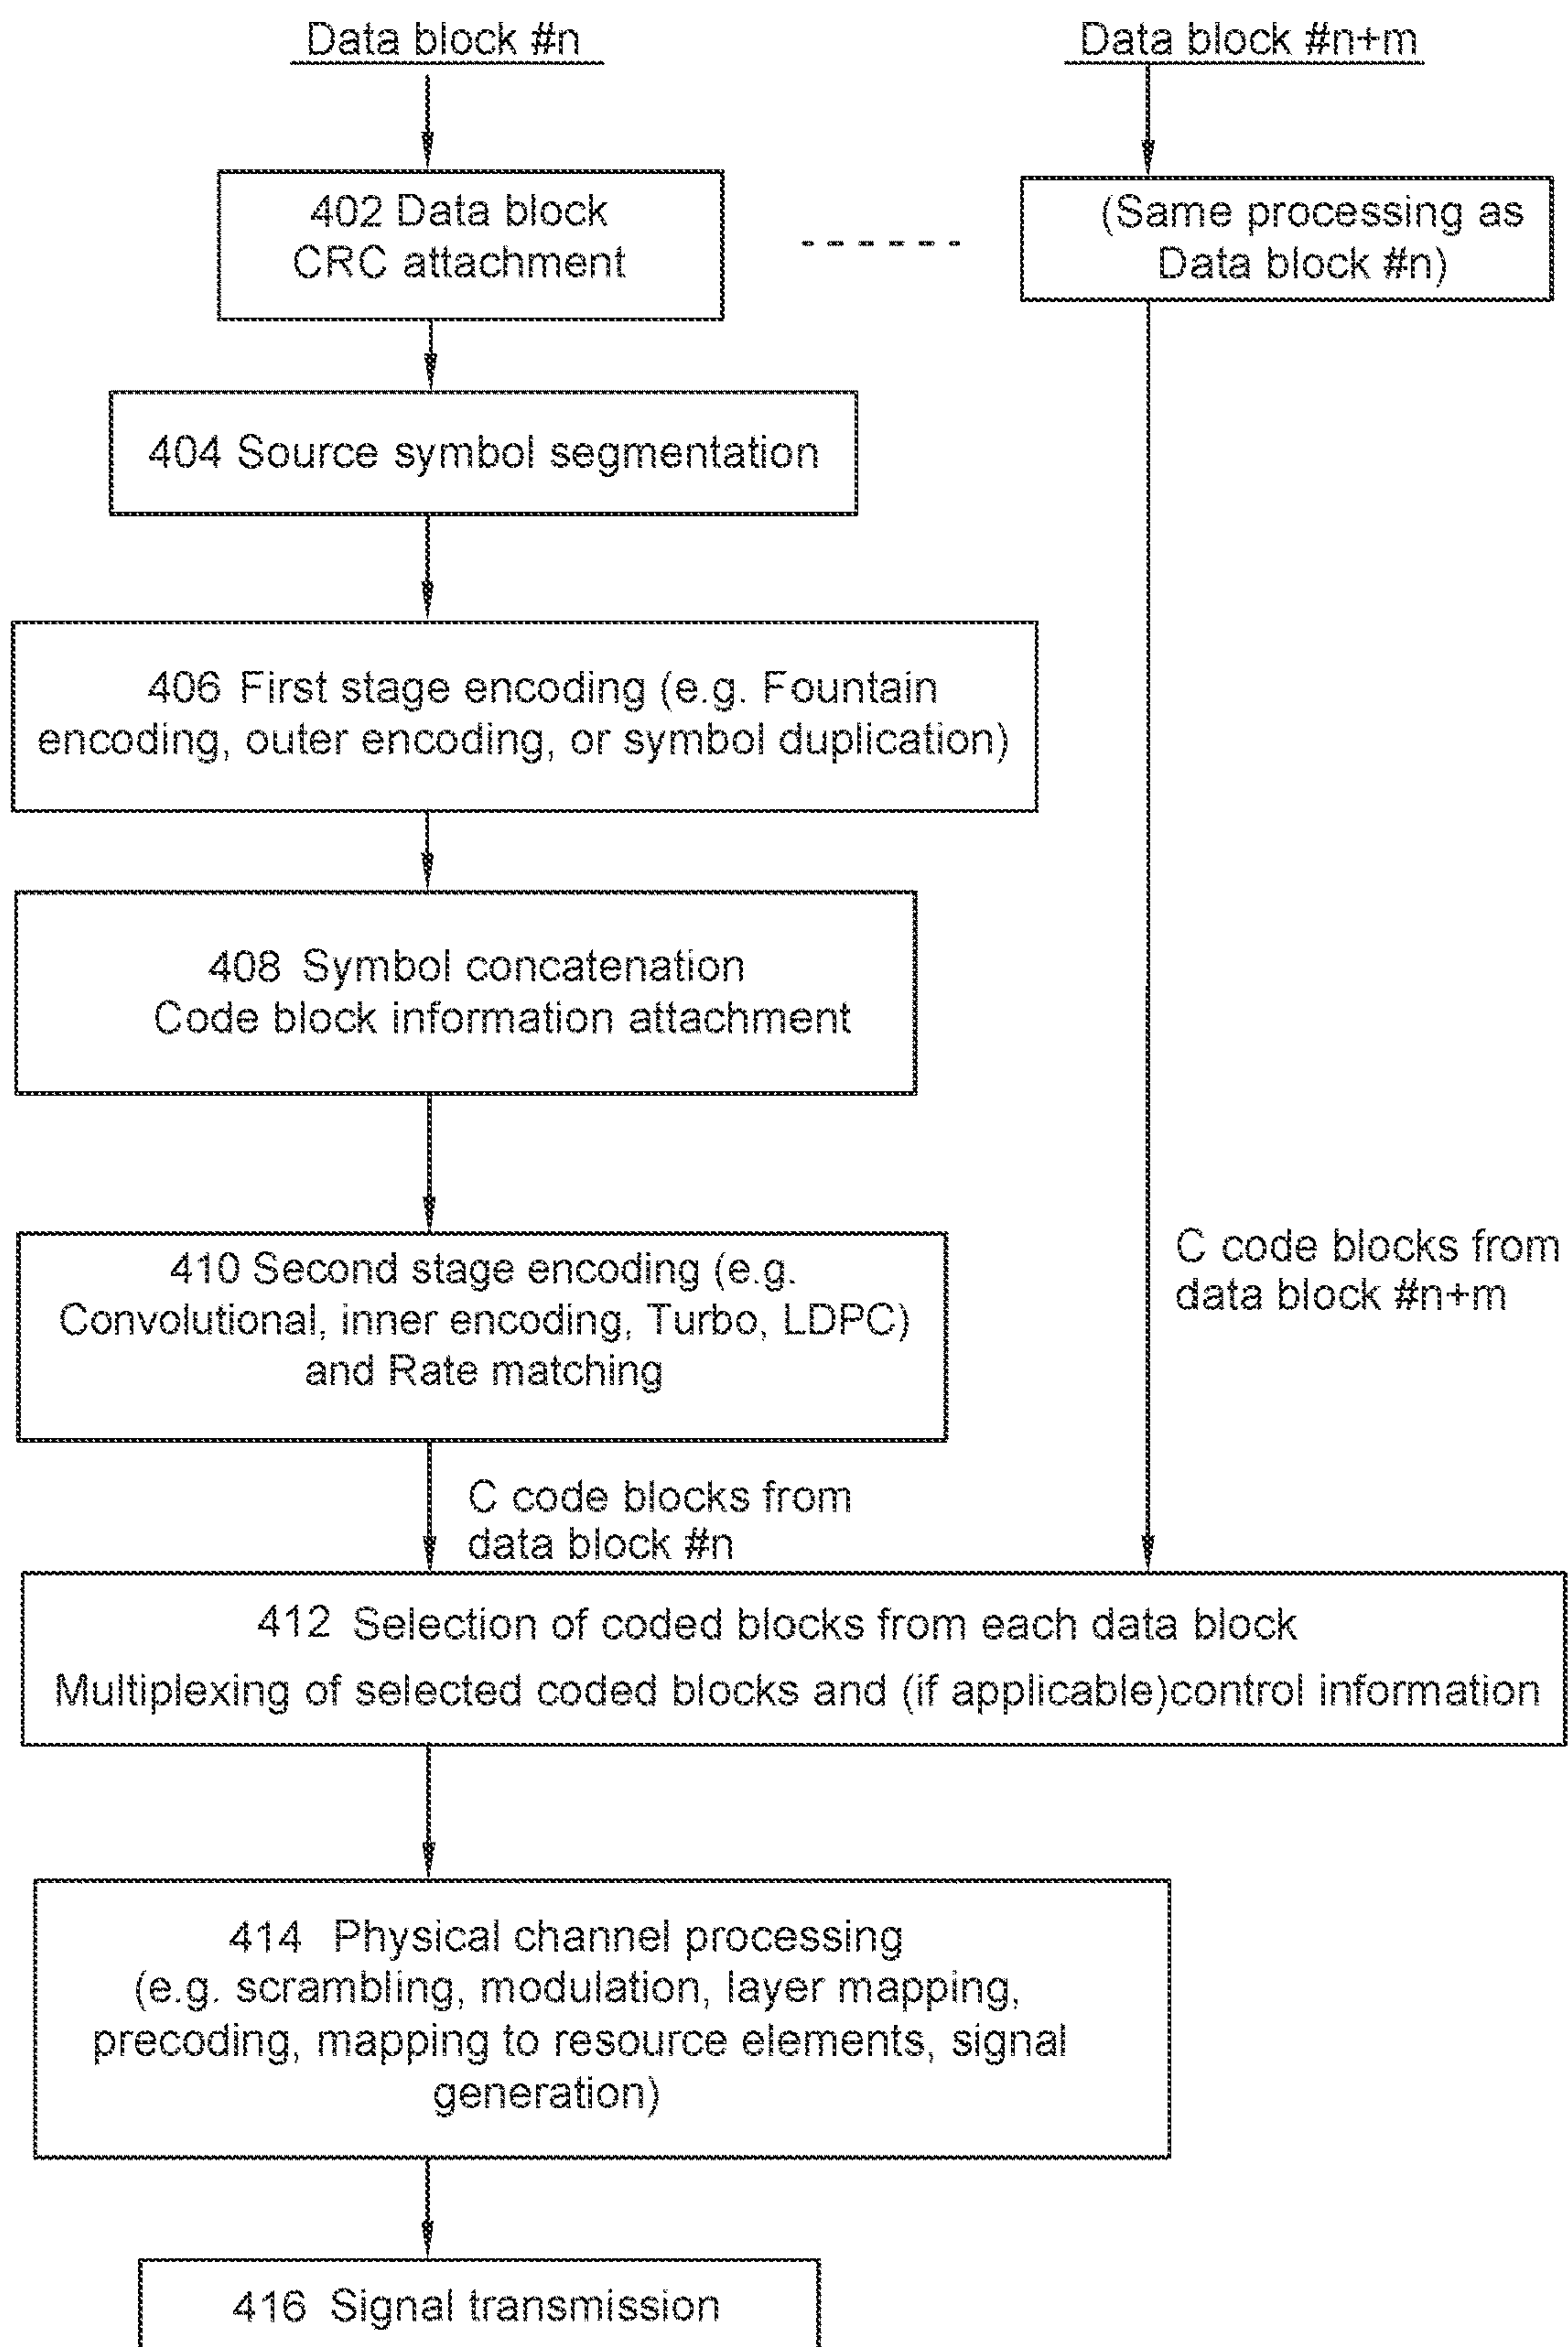 Data block #n
Data block #n+m
402 Data block
CRC attachment
(Same processing as
Data block #n)
404 Source symbol segmentation
406 First stage encoding (e.g. Fountain
encoding, outer encoding, or symbol duplication)
408 Symbol concatenation
Code block information attachment
410 Second stage encoding (e.g.
Convolutional, inner encoding, Turbo, LDPC)
and Rate matching
C code blocks from
data block #n+m
C code blocks from
data block #n
412 Selection of coded blocks from each data block
Multiplexing of selected coded blocks and (if applicable)control information
414 Physical channel processing
(e.g. scrambling, modulation, layer mapping,
precoding, mapping to resource elements, signal
generation)
416 Signal transmission